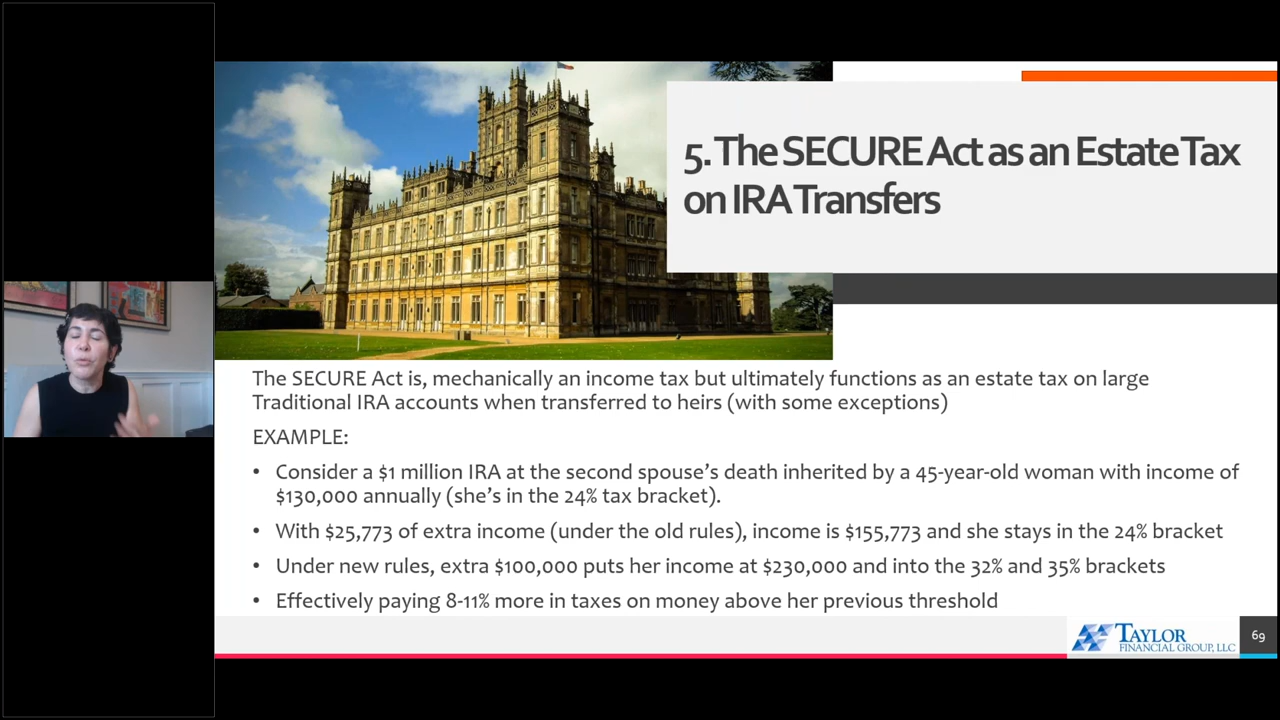 5. The SECURE Act as an Estate Tax
on IRA Transfers
The SECURE Act is, mechanically an income tax but ultimately functions as an estate tax on large
Traditional IRA accounts when transferred to heirs (with some exceptions)
EXAMPLE:
• Consider a $1 million IRA at the second spouse's death inherited by a 45-year-old woman with income of
$130,000 annually (she's in the 24% tax bracket).
• With $25,773 of extra income (under the old rules), income is $155,773 and she stays in the 24% bracket
• Under new rules, extra $100,000 puts her income at $230,000 and into the 32% and 35% brackets
• Effectively paying 8-11% more in taxes on money above her previous threshold
TAYLOR
FINANCIAL GROUP, LLC
69